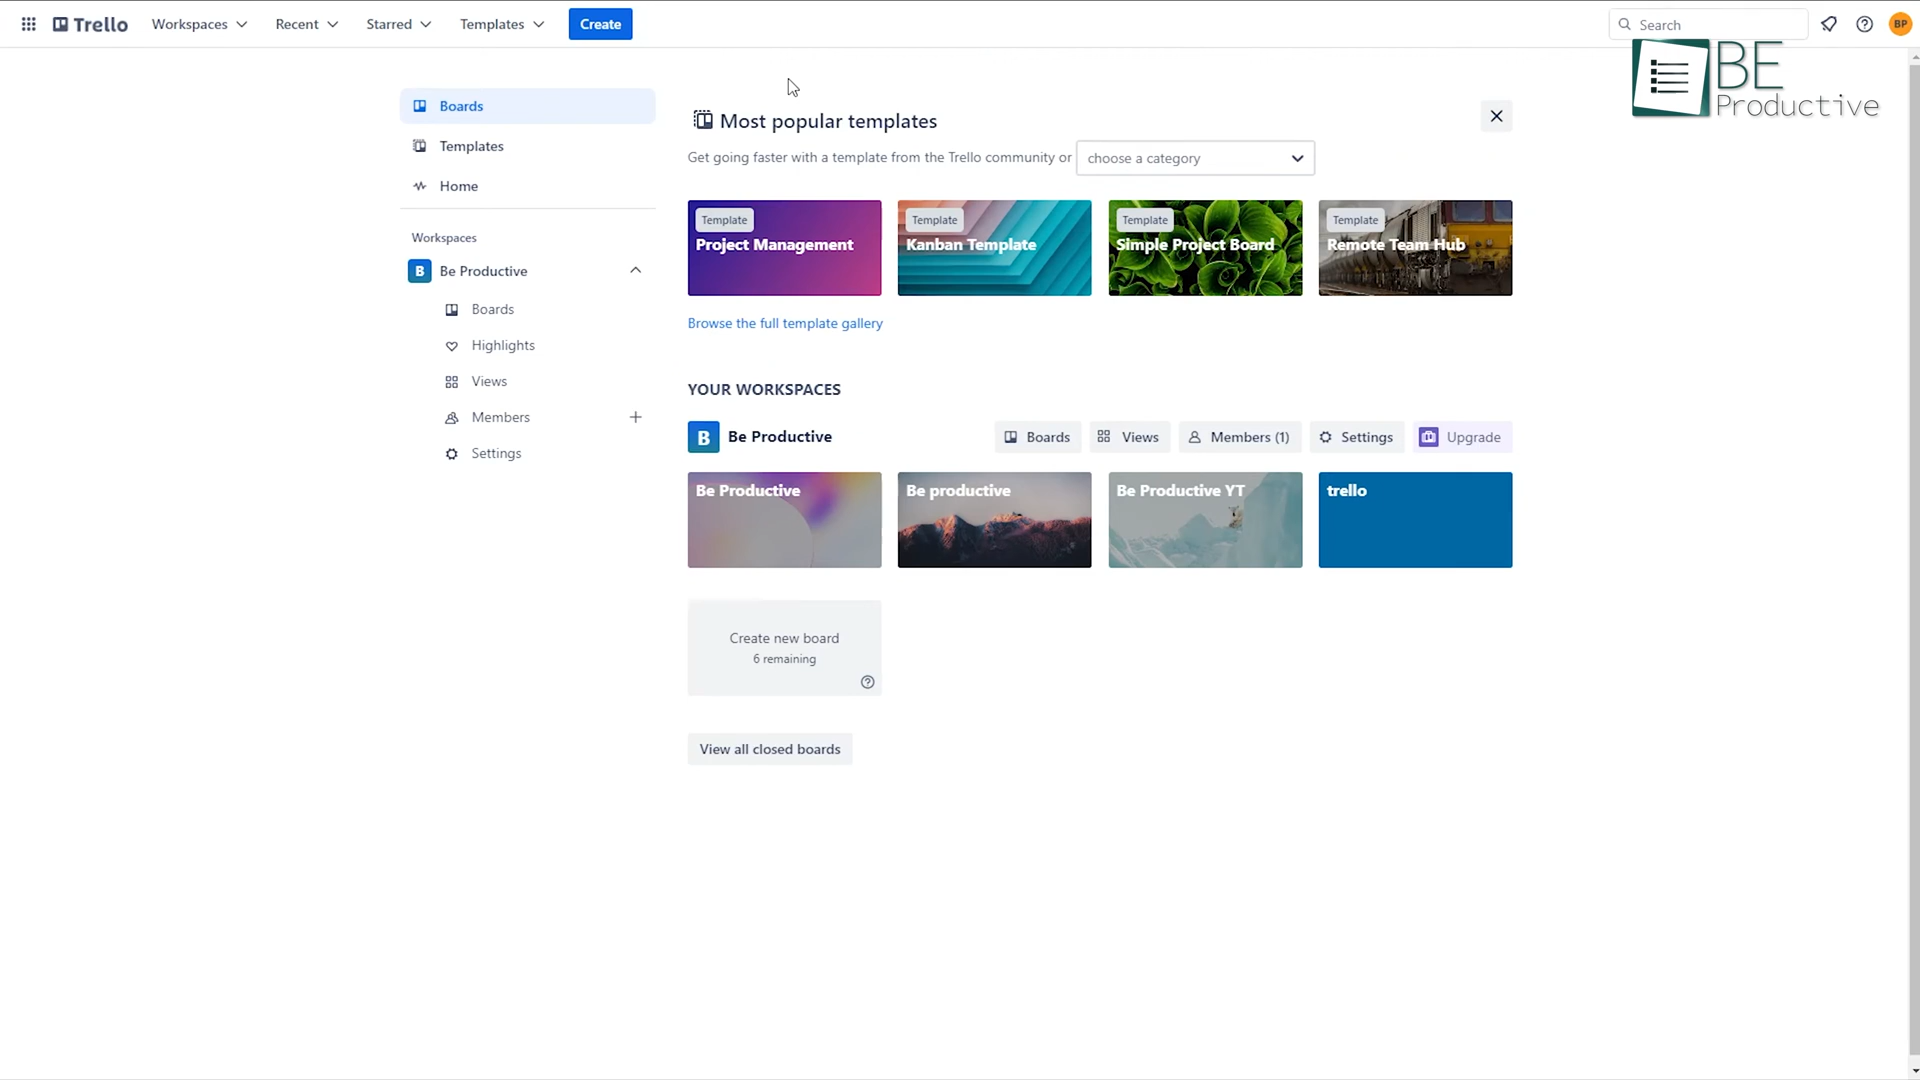 Trello
Workspaces
Recent
Starred
Templates
Create
Search
BP
BE
Productive
Boards
Templates
Home
Workspaces
B
Be Productive
Boards
Highlights
Views
Members
Settings
Most popular templates
Get going faster with a template from the Trello community or
choose a category
Template
Project Management
Template
Kanban Template
Template
Simple Project Board
Template
Remote Team Hub
Browse the full template gallery
YOUR WORKSPACES
B
Be Productive
Boards
Views
Members (1)
Settings
Upgrade
Be Productive
Be productive
Be Productive YT
trello
Create new board
6 remaining
View all closed boards